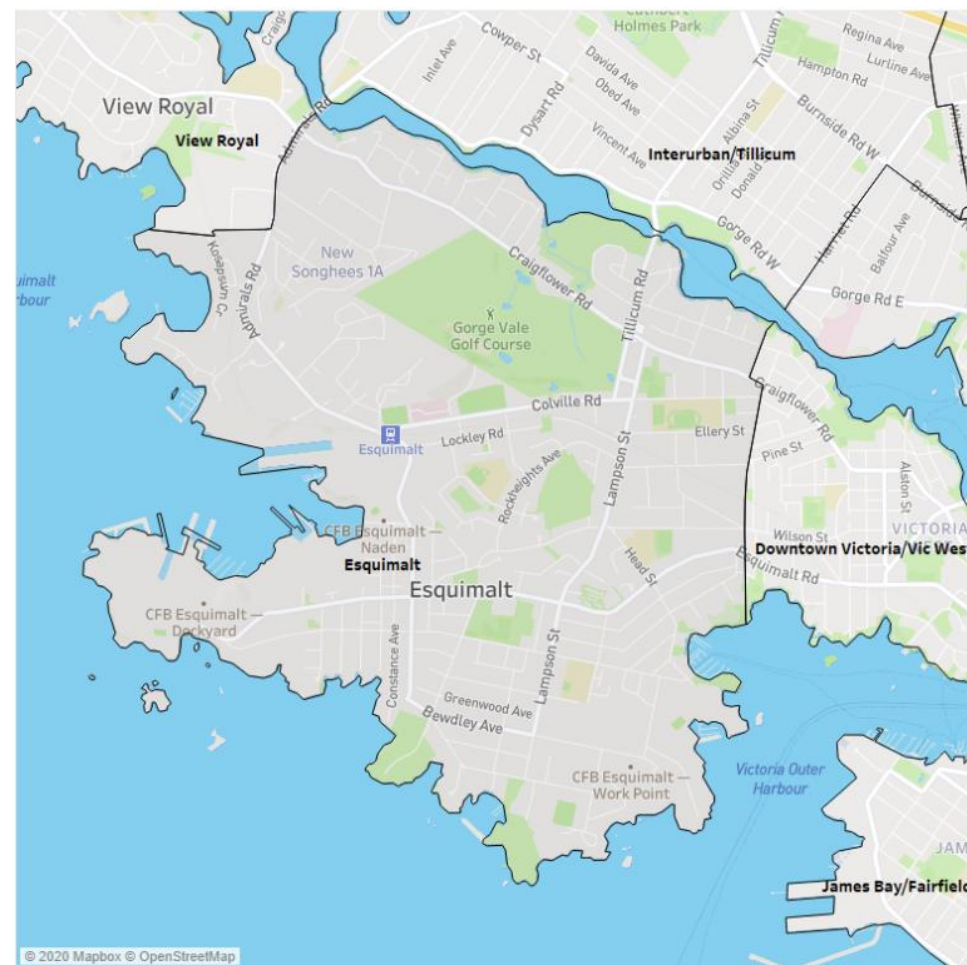 Holmes Park
Regina Ave
Lurline Ave
Cowper St
Inlet Ave
Tillicum
Hampton Rd
Davida Ave
Obed Ave
Burnside Rd W
View Royal
View Royal
Admirals Rd
Dysart Rd
Vincent Ave
Albina St
Interurban/Tillicum
Orillia
Donald
Kosapsum Cr
Admirals Rd
New
Songhees 1A
Craigflower Rd
Gorge Rd W
Harriet Rd
Balfour Ave
Gorge Rd E
Tillicum Rd
Gorge Vale
Golf Course
Craigflower Rd
Colville Rd
Esquimalt
Lockley Rd
Ellery St
Pine St
Rockheights Ave
Lampson St
Alston St
CFB Esquimalt —
Naden
Esquimalt
Wilson St
VICTORIA
Downtown Victoria/Vic Wes
Esquimalt Rd
Head St
Esquimalt
CFB Esquimalt —
Dockyard
Constance Ave
Lampson St
Greenwood Ave
Bewdley Ave
CFB Esquimalt —
Work Point
Victoria Outer
Harbour
JAM
James Bay/Fairfield
© 2020 Mapbox © OpenStreetMap